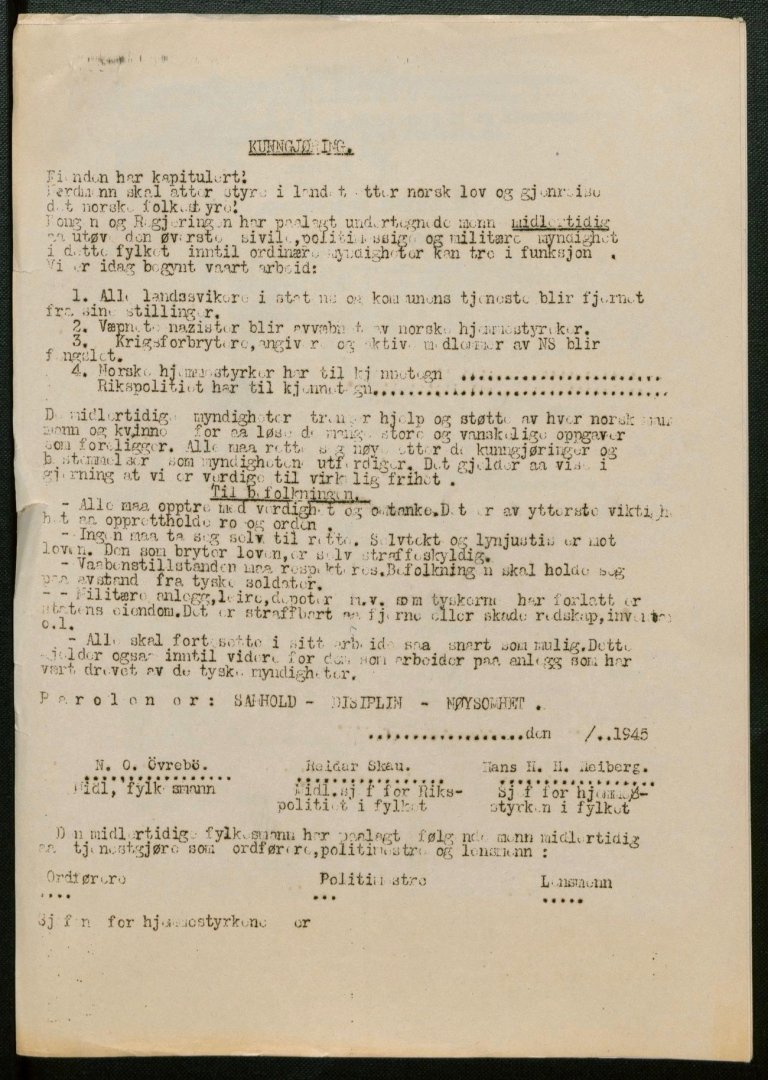 KUNNGJØRING.
Fienden har kapitulert!
Nordmenn skal atter styre i landet etter norsk lov og gjenreise
det norske folkestyre!
Kongen og Regjeringen har paalagt undertegnede menn midlertidig
aa utøve den øverste sivile,politimessige og militære myndighet
i dette fylket inntil ordinære myndigheter kan tre i funksjon .
Vi er idag begynt vaart arbeid:
1. Alle landssvikere i statens og kommunens tjeneste blir fjernet
fra sine stillinger.
2. Væpnete nazister blir avvæbnet av norske hjemmestyrker.
3. Krigsforbrytere,angivere og aktive medlemmer av NS blir
fengslet.
4. Norske hjemmestyrker har til kjennetegn ......................
Rikspolitiet har til kjennetegn................................
De midlertidige myndigheter trenger hjelp og støtte av hver norsk
mann og kvinne for aa løse de mange store og vanskelige oppgaver
som foreligger. Alle maa rette seg nøye etter de kunngjøringer og
bestemmelser som myndighetene utferdiger. Det gjelder aa vise i
gjerning at vi er verdige til virkelig frihet .
Til befolkningen.
- Alle maa opptre med verdighet og omtanke.Det er av ytterste viktig
het aa opprettholde ro og orden .
- Ingen maa ta seg selv til rette. Selvtekt og lynjustis er mot
loven. Den som bryter loven,er selv straffeskyldig.
- Vaabenstillstanden maa respekteres.Befolkningen skal holde seg
paa avstand fra tyske soldater.
- - Militære anlegg,leire,depoter m.v. som tyskerne har forlatt er
statens eiendom.Det er straffbart aa fjerne eller skade redskap,inventar
o.l.
- Alle skal fortsette i sitt arbeide saa snart som mulig.Dette
gjelder ogsaa inntil videre for dem som arbeider paa anlegg som har
vært drevet av de tyske myndigheter.
P a r o l e n e r : SAMHOLD - DISIPLIN - NØYSOMHET .
...................den /..1945
N. O. Övrebö. Reidar Skau. Hans H. H. Heiberg.
Midl, fylkesmann Midl.sjef for Riks- Sjef for hjemme-
politiet i fylket styrken i fylket
Den midlertidige fylkesmann har paalagt følgende menn midlertidig
aa tjenestgjøre som ordførere,politimestre og lensmenn :
Ordførere Politimestre Lensmenn
.... ... .....
Sjefen for hjemmestyrkene er